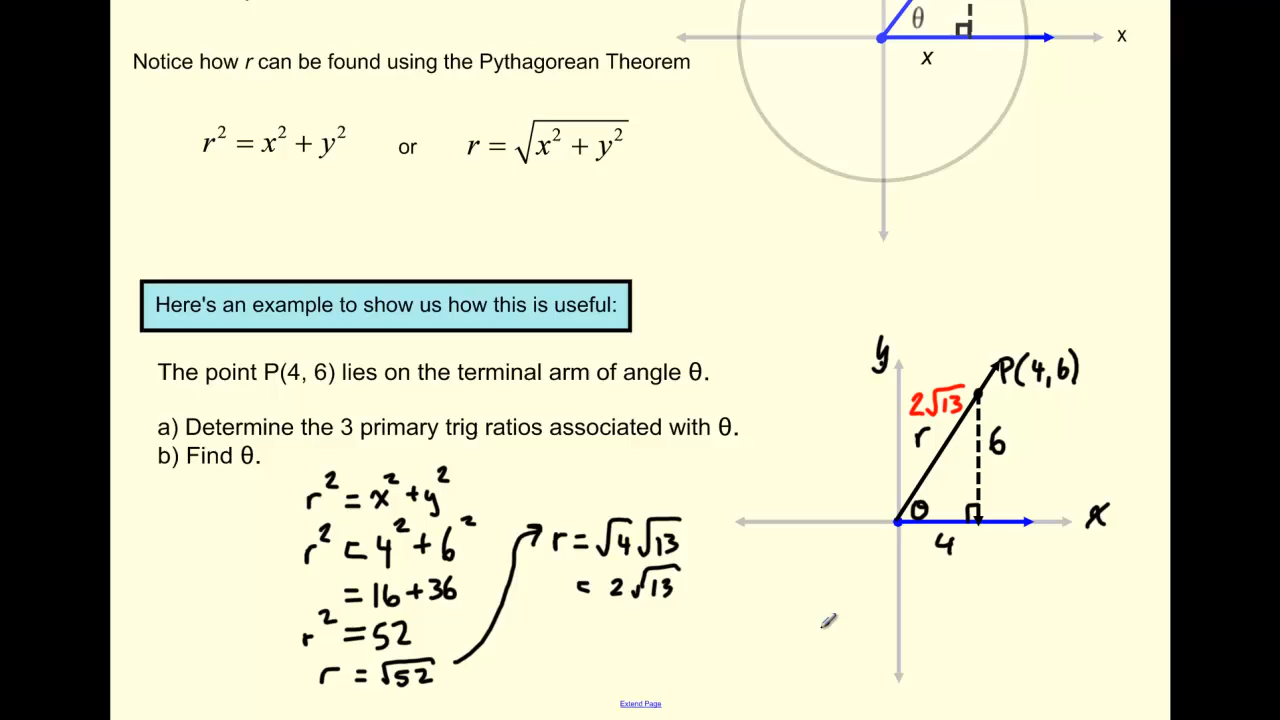 θ
x
x
Notice how r can be found using the Pythagorean Theorem
r² = x² + y² or r = √x² + y²
Here's an example to show us how this is useful:
The point P(4, 6) lies on the terminal arm of angle θ.
a) Determine the 3 primary trig ratios associated with θ.
b) Find θ.
r² = x² + y²
r² = 4² + 6²
= 16 + 36
r² = 52
r = √52
r = √4 √13
= 2√13
y
P(4,6)
2√13
r
6
θ
x
4
Extend Page